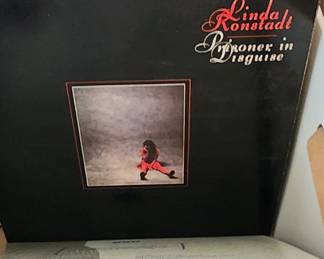 Linda
Ronstadt
Prisoner in
Disguise